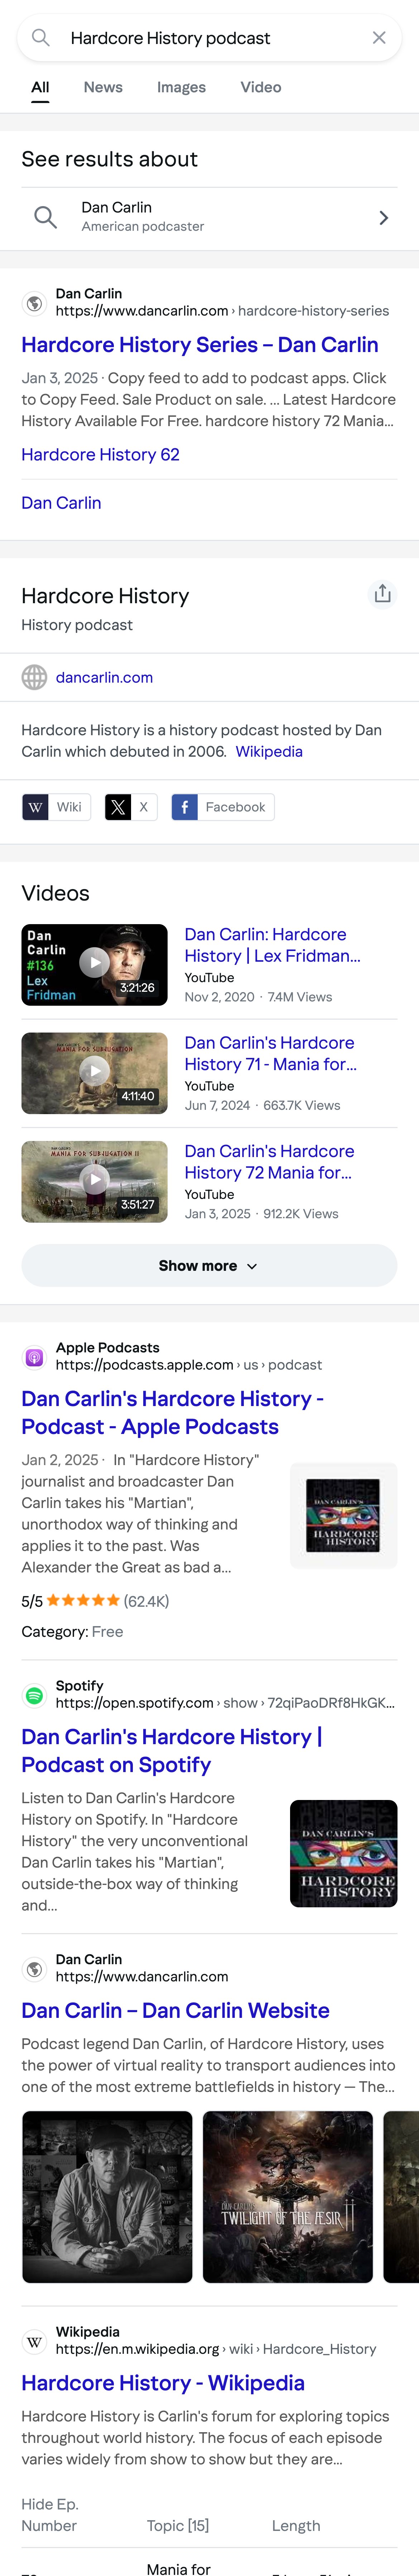 Hardcore History podcast
All News Images Video
See results about
Dan Carlin
American podcaster
Dan Carlin
https://www.dancarlin.com › hardcore-history-series
Hardcore History Series – Dan Carlin
Jan 3, 2025 · Copy feed to add to podcast apps. Click
to Copy Feed. Sale Product on sale. ... Latest Hardcore
History Available For Free. hardcore history 72 Mania...
Hardcore History 62
Dan Carlin
Hardcore History
History podcast
dancarlin.com
Hardcore History is a history podcast hosted by Dan
Carlin which debuted in 2006. Wikipedia
W Wiki X X f Facebook
Videos
Dan
Carlin
#136
Lex
Fridman
3:21:26
Dan Carlin: Hardcore
History | Lex Fridman...
YouTube
Nov 2, 2020 · 7.4M Views
MANIA FOR SUBJUGATION
4:11:40
Dan Carlin's Hardcore
History 71 - Mania for...
YouTube
Jun 7, 2024 · 663.7K Views
MANIA FOR SUBJUGATION II
3:51:27
Dan Carlin's Hardcore
History 72 Mania for...
YouTube
Jan 3, 2025 · 912.2K Views
Show more
Apple Podcasts
https://podcasts.apple.com › us › podcast
Dan Carlin's Hardcore History -
Podcast - Apple Podcasts
Jan 2, 2025 · In "Hardcore History"
journalist and broadcaster Dan
Carlin takes his "Martian",
unorthodox way of thinking and
applies it to the past. Was
Alexander the Great as bad a...
DAN CARLIN'S
HARDCORE
HISTORY
5/5 ★★★★★ (62.4K)
Category: Free
Spotify
https://open.spotify.com › show › 72qiPaoDRf8HkGK...
Dan Carlin's Hardcore History |
Podcast on Spotify
Listen to Dan Carlin's Hardcore
History on Spotify. In "Hardcore
History" the very unconventional
Dan Carlin takes his "Martian",
outside-the-box way of thinking
and...
DAN CARLIN'S
HARDCORE
HISTORY
Dan Carlin
https://www.dancarlin.com
Dan Carlin – Dan Carlin Website
Podcast legend Dan Carlin, of Hardcore History, uses
the power of virtual reality to transport audiences into
one of the most extreme battlefields in history — The...
DAN CARLIN'S
TWILIGHT OF THE ÆSIR II
W
Wikipedia
https://en.m.wikipedia.org › wiki › Hardcore_History
Hardcore History - Wikipedia
Hardcore History is Carlin's forum for exploring topics
throughout world history. The focus of each episode
varies widely from show to show but they are...
Hide Ep.
Number Topic [15] Length
Mania for